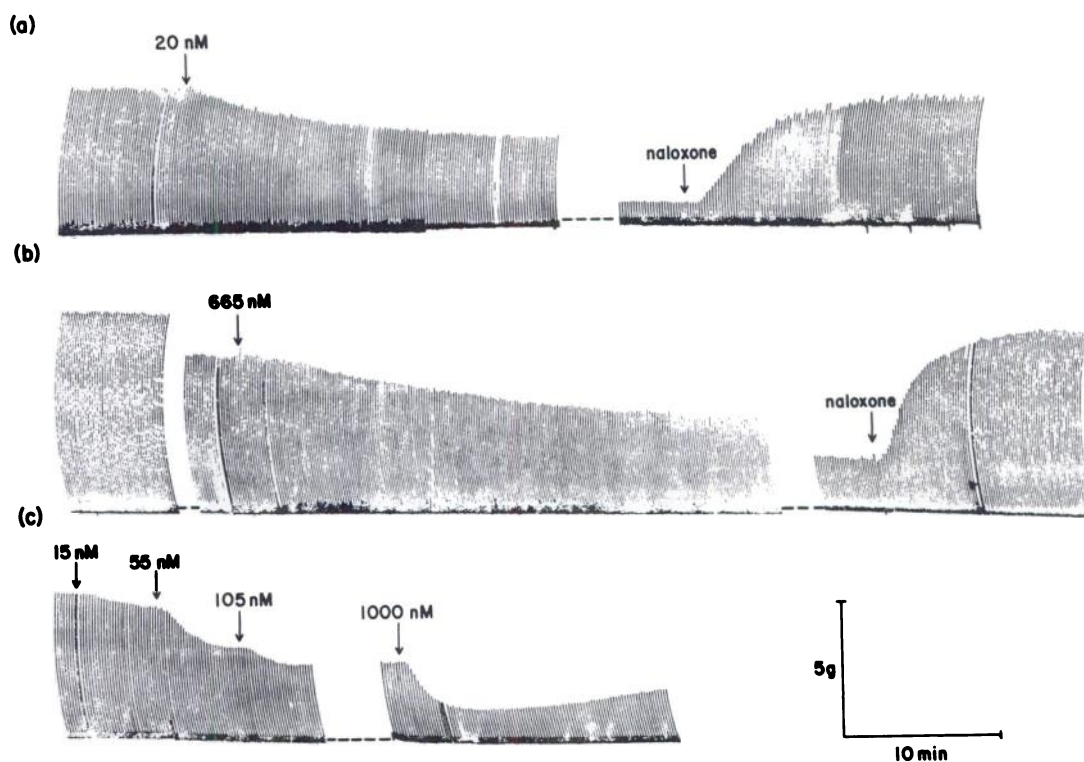 (a)
20 nM
naloxone
(b)
665 nM
naloxone
(c)
15 nM
55 nM
105 nM
1000 nM
5g
10 min